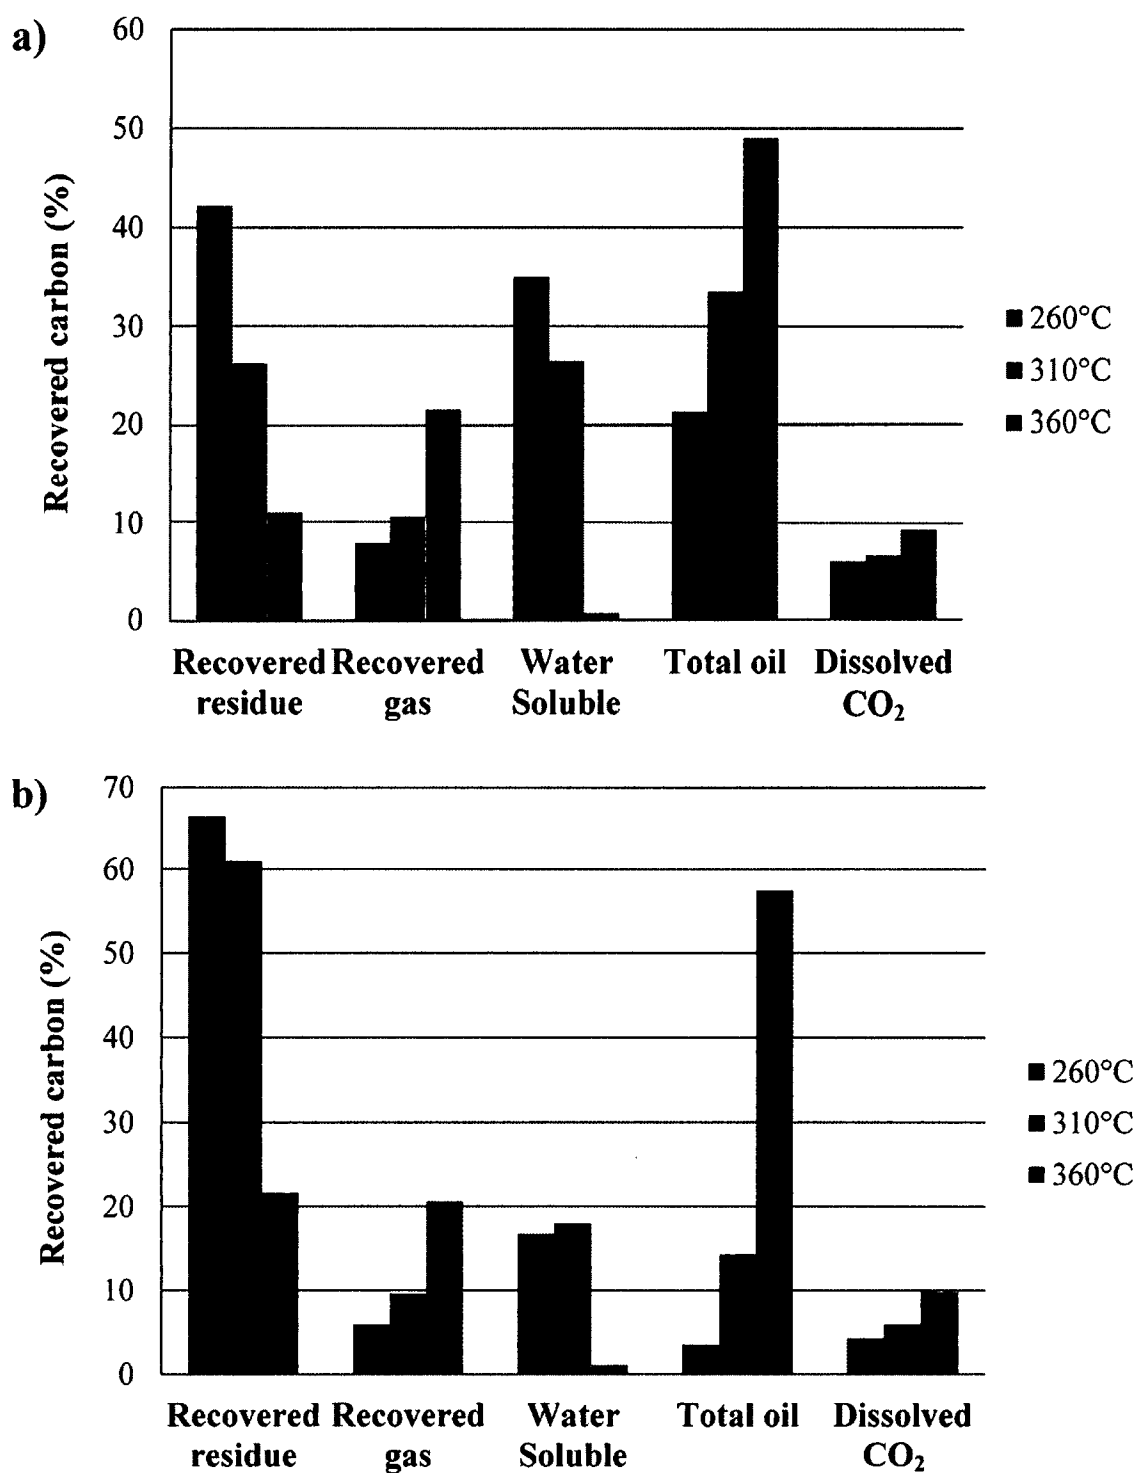 a)
60
50
40
30
20
10
0
Recovered carbon (%)
260°C
310°C
360°C
Recovered Recovered Water Total oil Dissolved
residue gas Soluble CO₂
b)
70
60
50
40
30
20
10
0
Recovered carbon (%)
260°C
310°C
360°C
Recovered Recovered Water Total oil Dissolved
residue gas Soluble CO₂